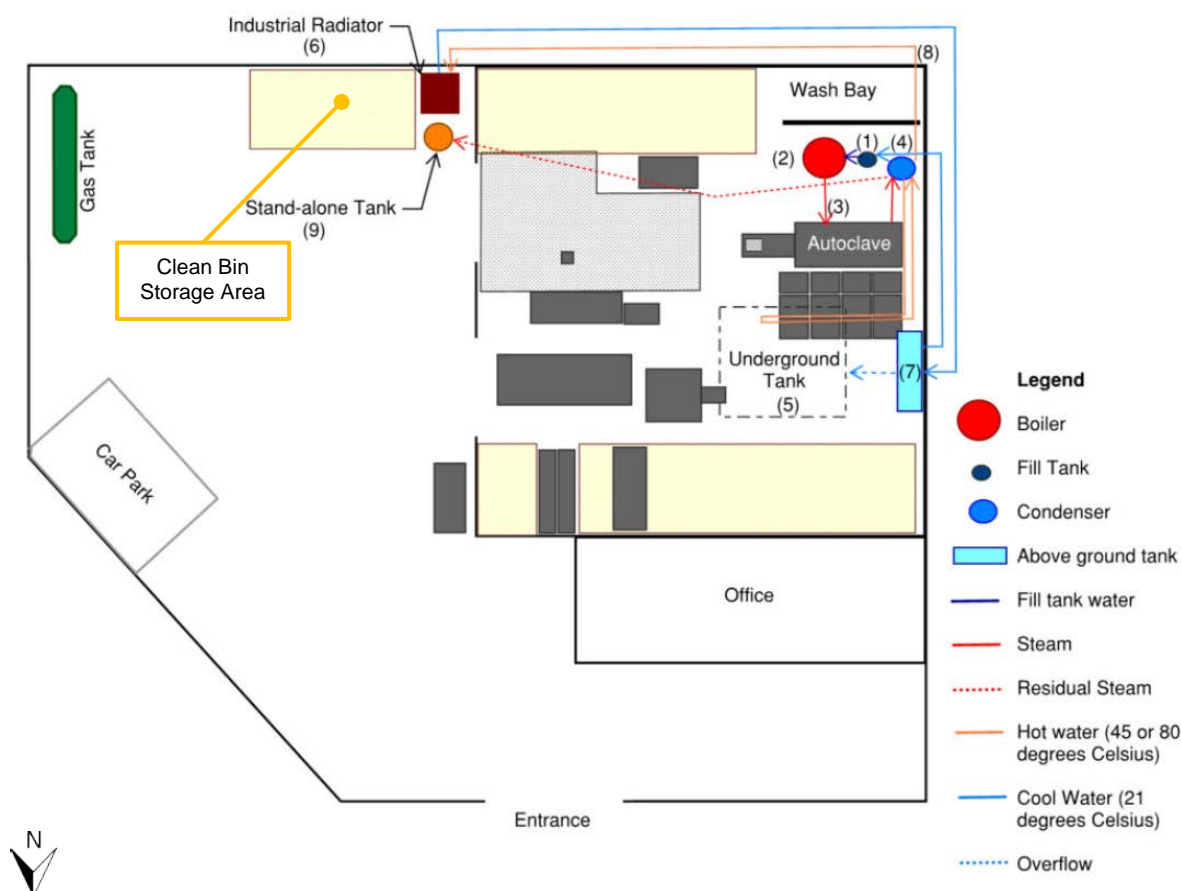 Industrial Radiator
(6)
(8)
Wash Bay
Gas Tank
(1)
(4)
(2)
Stand-alone Tank
(9)
(3)
Autoclave
Clean Bin
Storage Area
Underground
Tank
(5)
(7)
Car Park
Office
Entrance
N
Legend
Boiler
Fill Tank
Condenser
Above ground tank
Fill tank water
Steam
Residual Steam
Hot water (45 or 80
degrees Celsius)
Cool Water (21
degrees Celsius)
Overflow